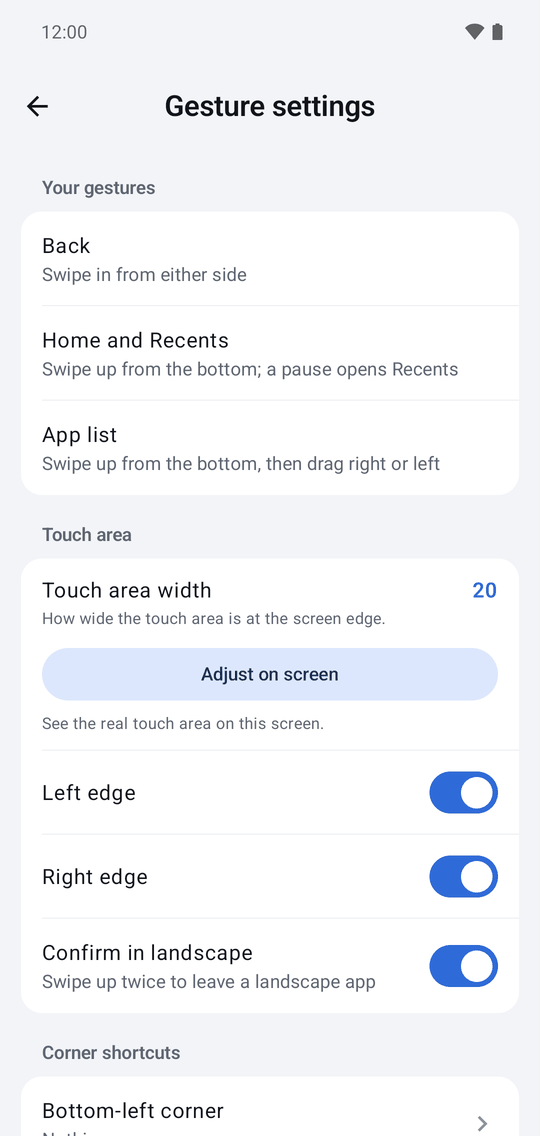 12:00
Gesture settings
Your gestures
Back
Swipe in from either side
Home and Recents
Swipe up from the bottom; a pause opens Recents
App list
Swipe up from the bottom, then drag right or left
Touch area
Touch area width
20
How wide the touch area is at the screen edge.
Adjust on screen
See the real touch area on this screen.
Left edge
Right edge
Confirm in landscape
Swipe up twice to leave a landscape app
Corner shortcuts
Bottom-left corner